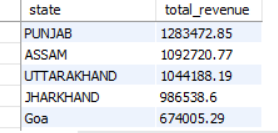 state total_revenue
PUNJAB 1283472.85
ASSAM 1092720.77
UTTARAKHAND 1044188.19
JHARKHAND 986538.6
Goa 674005.29